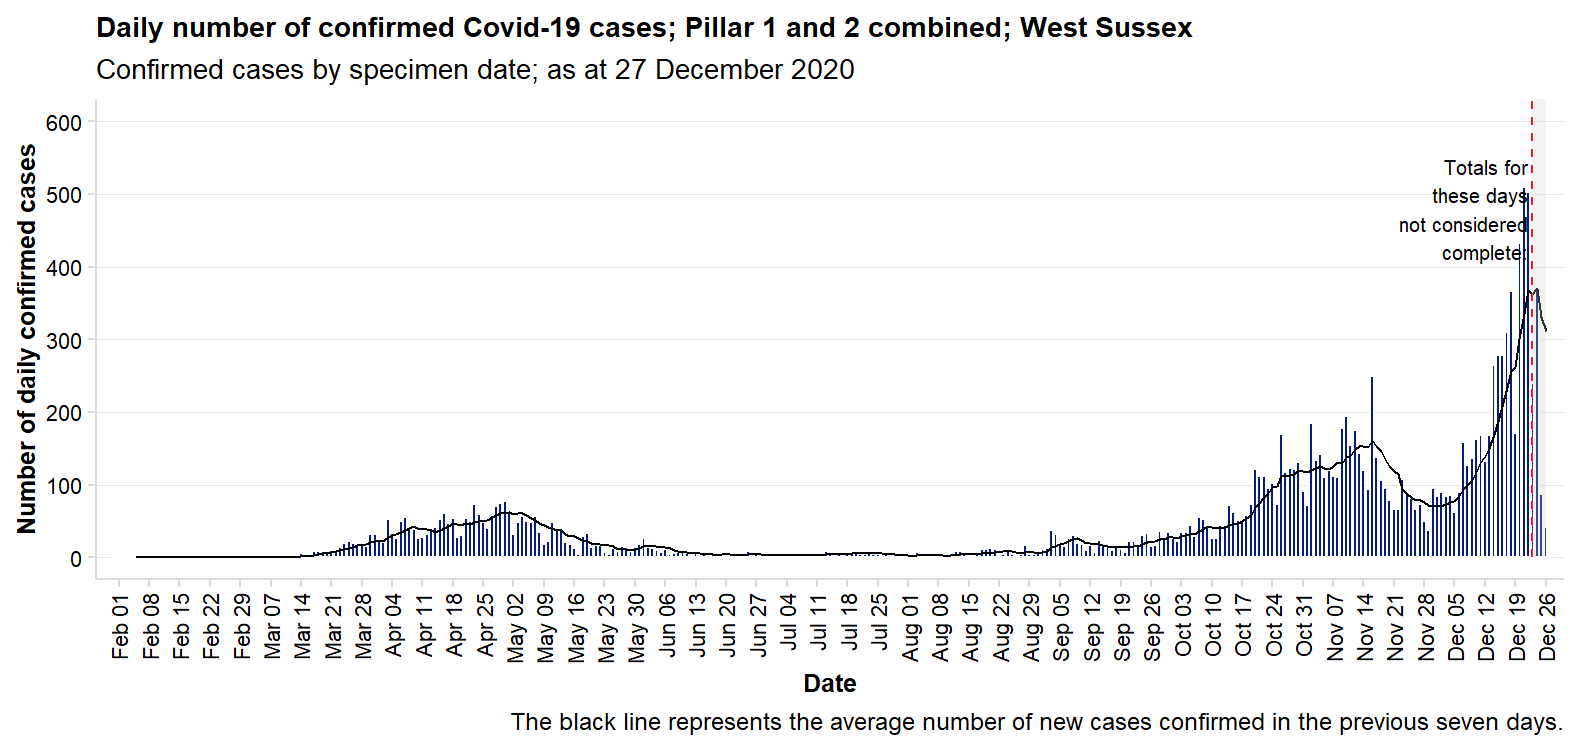 Daily number of confirmed Covid-19 cases; Pillar 1 and 2 combined; West Sussex
Confirmed cases by specimen date; as at 27 December 2020
Number of daily confirmed cases
600
500
400
300
200
100
0
Totals for
these days
not considered
complete.
Feb 01
Feb 08
Feb 15
Feb 22
Feb 29
Mar 07
Mar 14
Mar 21
Mar 28
Apr 04
Apr 11
Apr 18
Apr 25
May 02
May 09
May 16
May 23
May 30
Jun 06
Jun 13
Jun 20
Jun 27
Jul 04
Jul 11
Jul 18
Jul 25
Aug 01
Aug 08
Aug 15
Aug 22
Aug 29
Sep 05
Sep 12
Sep 19
Sep 26
Oct 03
Oct 10
Oct 17
Oct 24
Oct 31
Nov 07
Nov 14
Nov 21
Nov 28
Dec 05
Dec 12
Dec 19
Dec 26
Date
The black line represents the average number of new cases confirmed in the previous seven days.